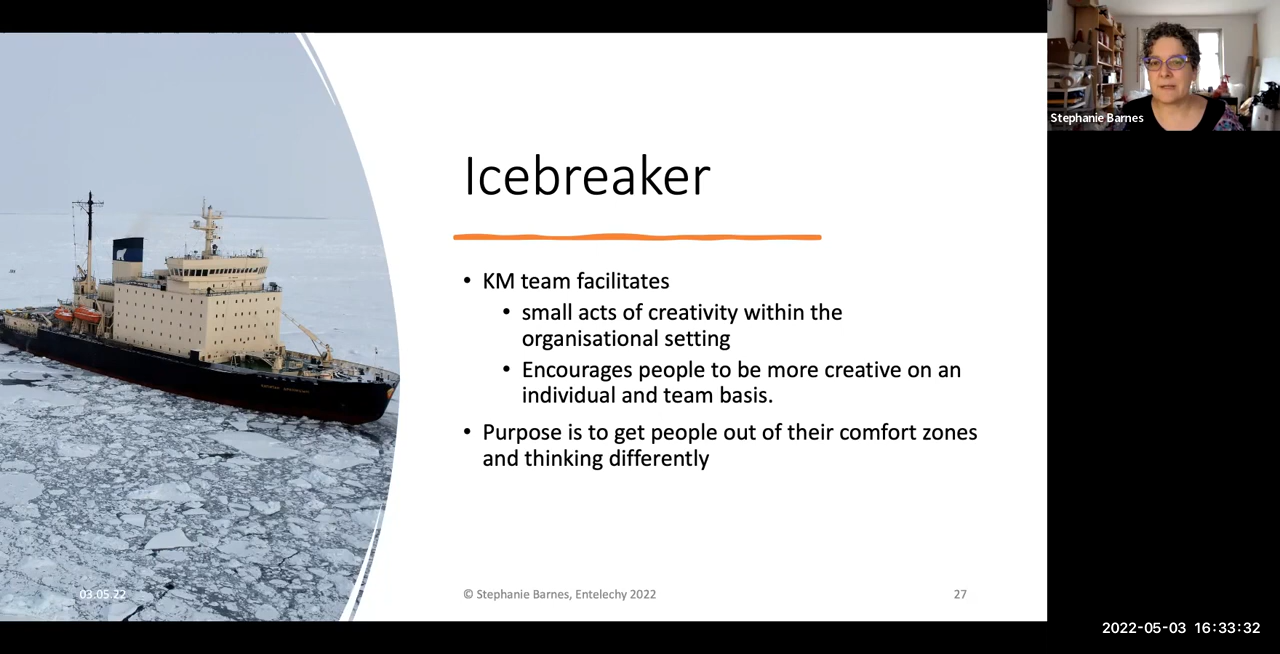 Stephanie Barnes
Icebreaker
• KM team facilitates
• small acts of creativity within the
organisational setting
• Encourages people to be more creative on an
individual and team basis.
• Purpose is to get people out of their comfort zones
and thinking differently
03.05.22
© Stephanie Barnes, Entelechy 2022
27
2022-05-03 16:33:32